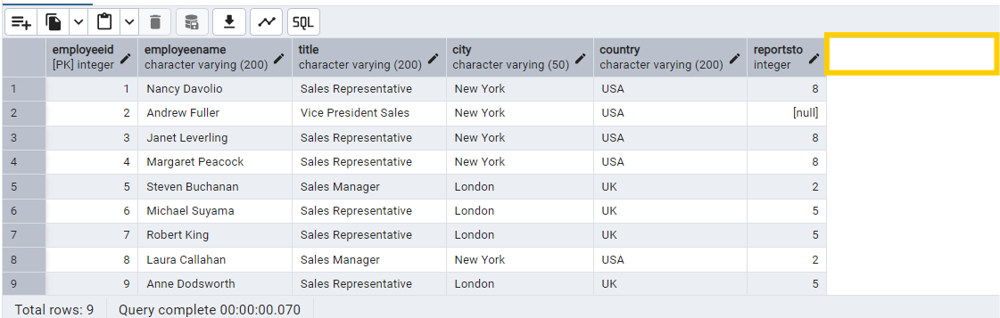 SQL
employeeid employeename title city country reportsto
[PK] integer character varying (200) character varying (200) character varying (50) character varying (200) integer
1 1 Nancy Davolio Sales Representative New York USA 8
2 2 Andrew Fuller Vice President Sales New York USA [null]
3 3 Janet Leverling Sales Representative New York USA 8
4 4 Margaret Peacock Sales Representative New York USA 8
5 5 Steven Buchanan Sales Manager London UK 2
6 6 Michael Suyama Sales Representative London UK 5
7 7 Robert King Sales Representative London UK 5
8 8 Laura Callahan Sales Manager New York USA 2
9 9 Anne Dodsworth Sales Representative London UK 5
Total rows: 9 Query complete 00:00:00.070